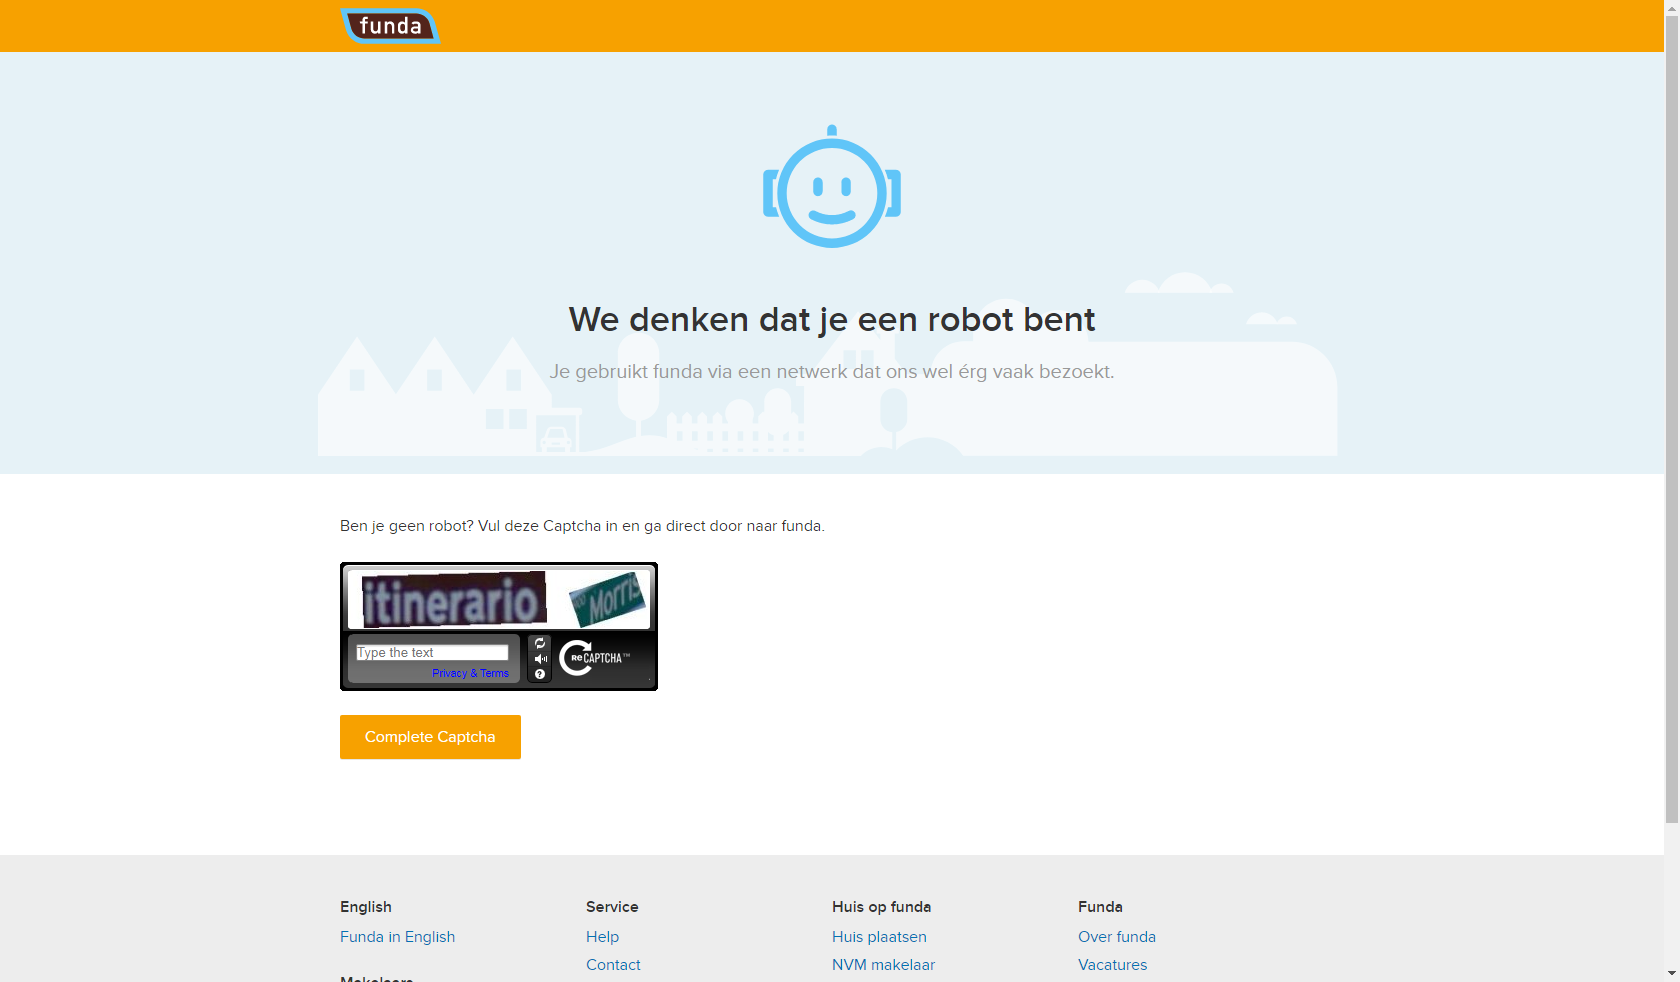 funda
We denken dat je een robot bent
Je gebruikt funda via een netwerk dat ons wel érg vaak bezoekt.
Ben je geen robot? Vul deze Captcha in en ga direct door naar funda.
itinerario Morris
Type the text
Privacy & Terms
reCAPTCHA™
Complete Captcha
English Service Huis op funda Funda
Funda in English Help Huis plaatsen Over funda
Contact NVM makelaar Vacatures